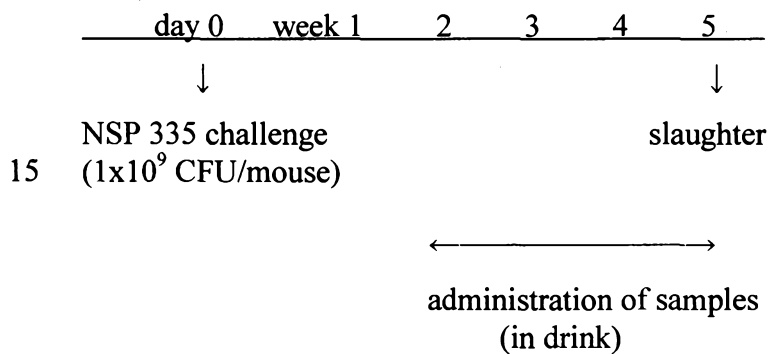 day 0 week 1 2 3 4 5
↓ ↓
NSP 335 challenge slaughter
15 (1x10⁹ CFU/mouse)
administration of samples
(in drink)